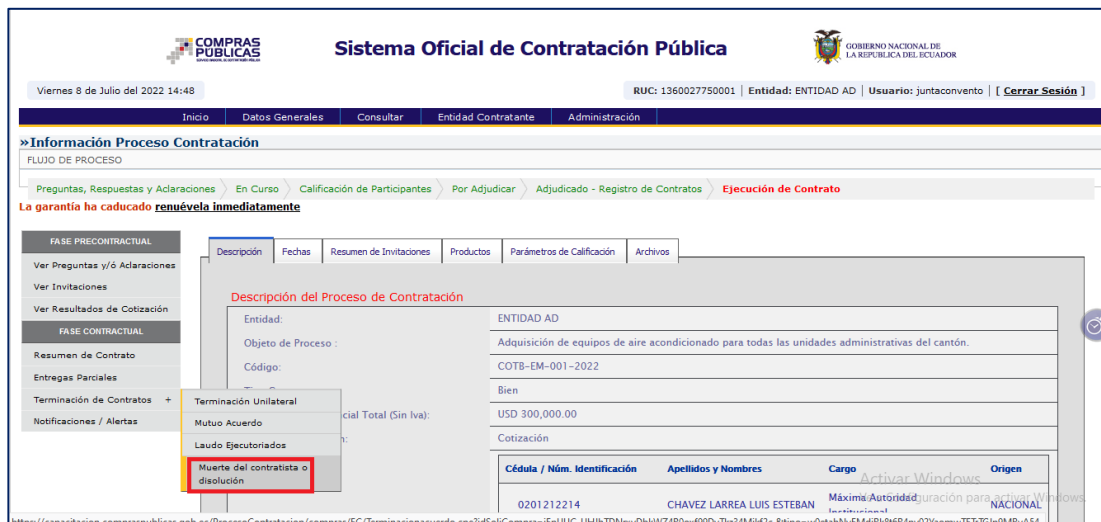 COMPRAS
PÚBLICAS
Sistema Oficial de Contratación Pública
GOBIERNO NACIONAL DE
LA REPUBLICA DEL ECUADOR
Viernes 8 de Julio del 2022 14:48
RUC: 1360027750001 | Entidad: ENTIDAD AD | Usuario: juntaconvento | [ Cerrar Sesión ]
Inicio Datos Generales Consultar Entidad Contratante Administración
»Información Proceso Contratación
FLUJO DE PROCESO
Preguntas, Respuestas y Aclaraciones En Curso Calificación de Participantes Por Adjudicar Adjudicado - Registro de Contratos Ejecución de Contrato
La garantía ha caducado renuévela inmediatamente
FASE PRECONTRACTUAL
Ver Preguntas y/ó Aclaraciones
Ver Invitaciones
Ver Resultados de Cotización
FASE CONTRACTUAL
Resumen de Contrato
Entregas Parciales
Terminación de Contratos +
Notificaciones / Alertas
Terminación Unilateral
Mutuo Acuerdo
Laudo Ejecutoriados
Muerte del contratista o
disolución
Descripción Fechas Resumen de Invitaciones Productos Parámetros de Calificación Archivos
Descripción del Proceso de Contratación
Entidad: ENTIDAD AD
Objeto de Proceso : Adquisición de equipos de aire acondicionado para todas las unidades administrativas del cantón.
Código: COTB-EM-001-2022
Bien
cial Total (Sin Iva): USD 300,000.00
Cotización
Cédula / Núm. Identificación Apellidos y Nombres Cargo Origen
0201212214 CHAVEZ LARREA LUIS ESTEBAN Máxima Autoridad NACIONAL
Activar Windows